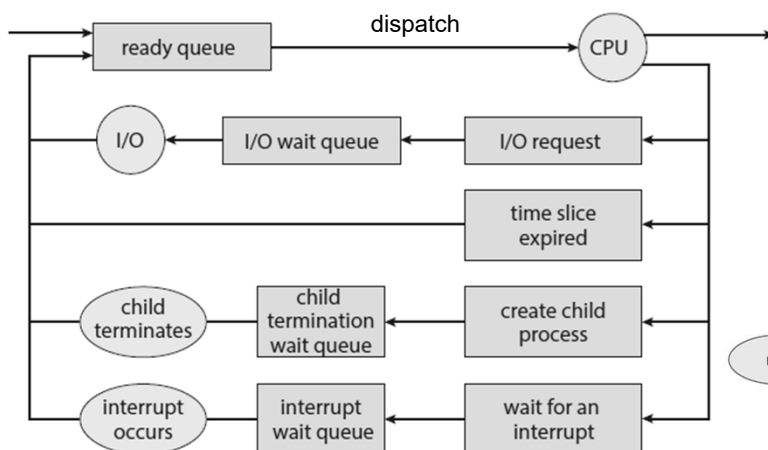 dispatch
ready queue
CPU
I/O
I/O wait queue
I/O request
time slice
expired
child
terminates
child
termination
wait queue
create child
process
interrupt
occurs
interrupt
wait queue
wait for an
interrupt